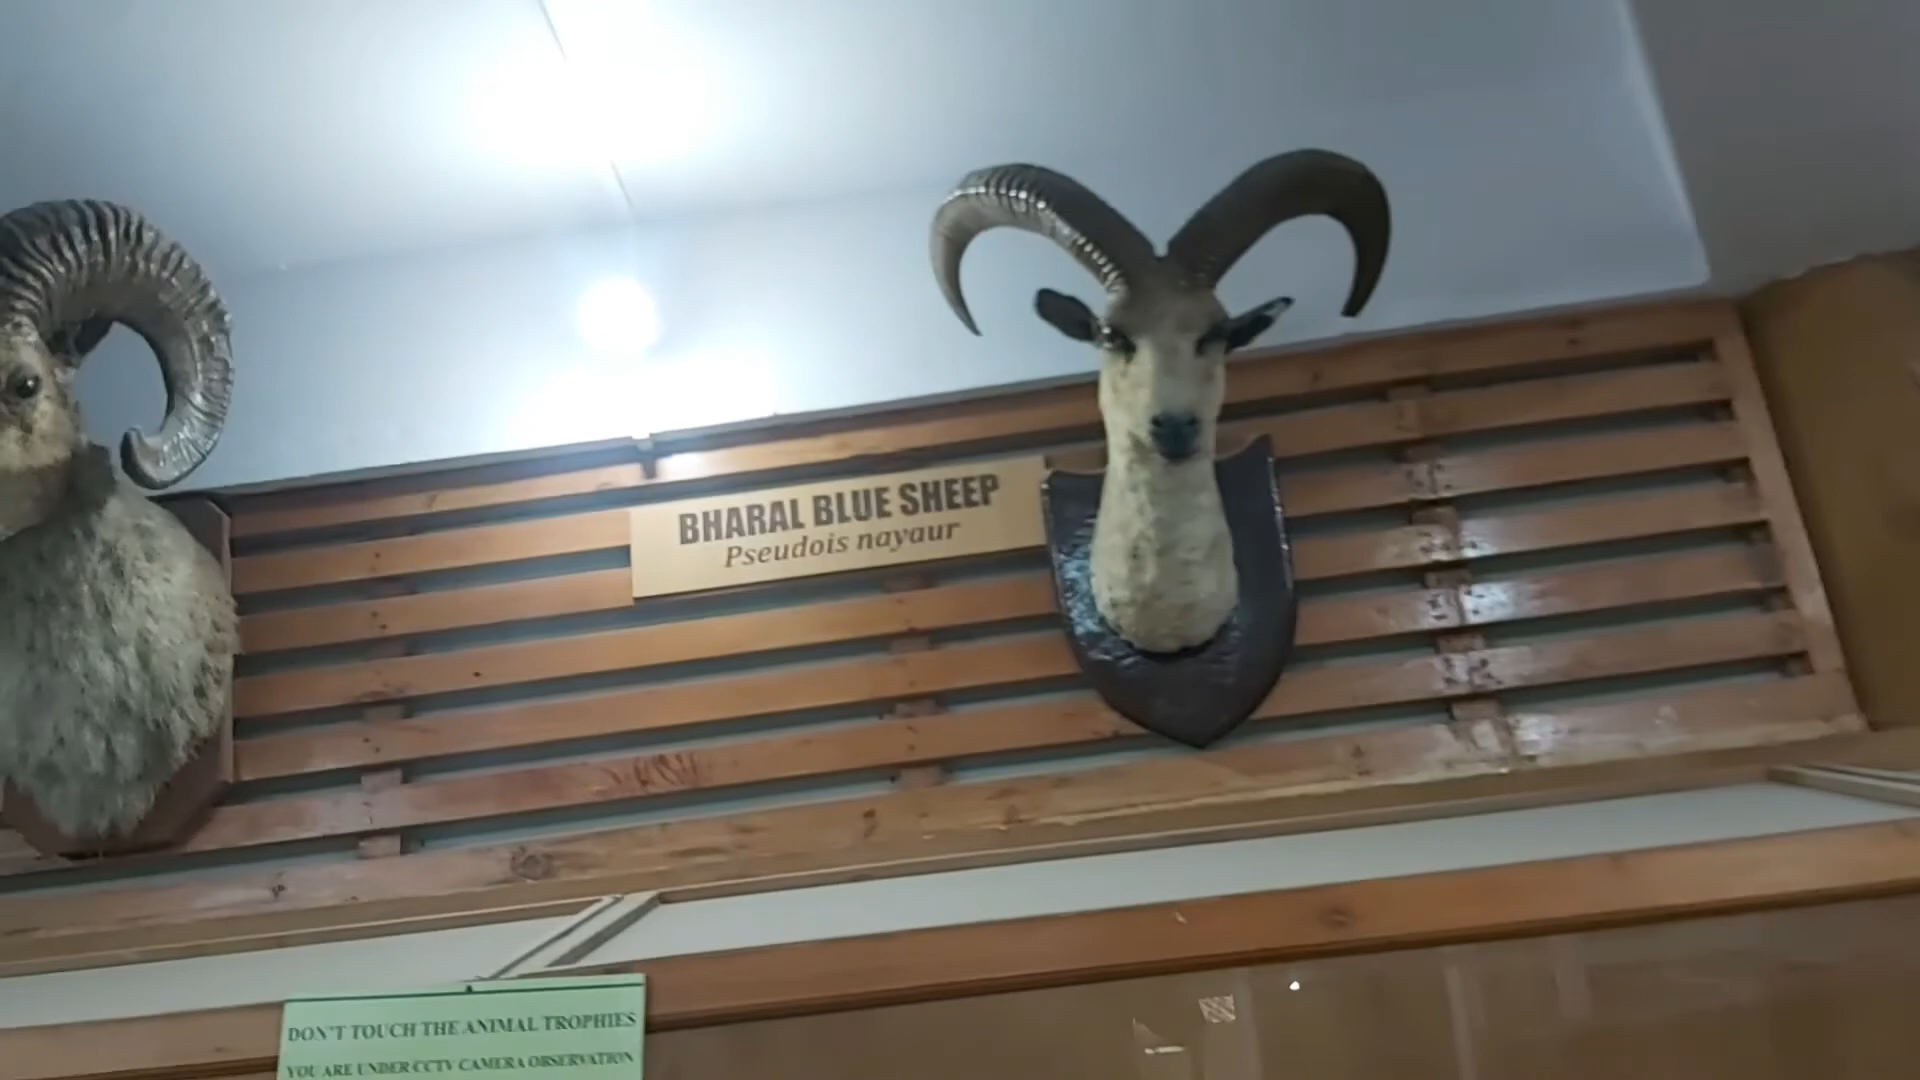 BHARAL BLUE SHEEP
Pseudois nayaur
DON'T TOUCH THE ANIMAL TROPHIES
YOU ARE UNDER CCTV CAMERA OBSERVATION